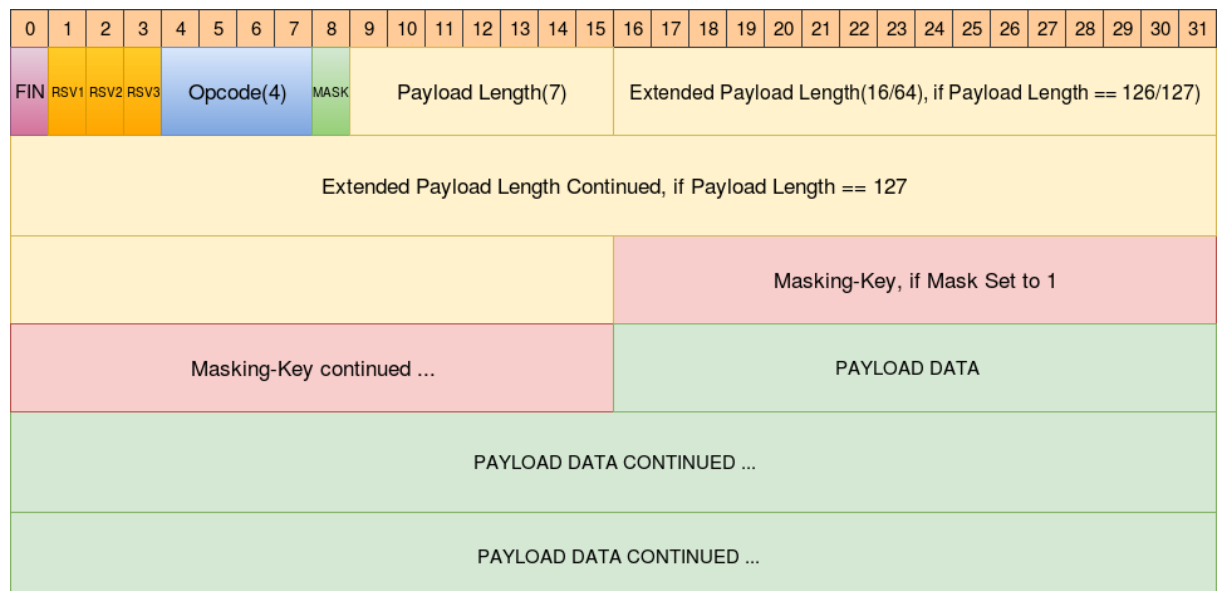 0 1 2 3 4 5 6 7 8 9 10 11 12 13 14 15 16 17 18 19 20 21 22 23 24 25 26 27 28 29 30 31
FIN RSV1 RSV2 RSV3 Opcode(4) MASK Payload Length(7) Extended Payload Length(16/64), if Payload Length == 126/127)
Extended Payload Length Continued, if Payload Length == 127
Masking-Key, if Mask Set to 1
Masking-Key continued ... PAYLOAD DATA
PAYLOAD DATA CONTINUED ...
PAYLOAD DATA CONTINUED ...